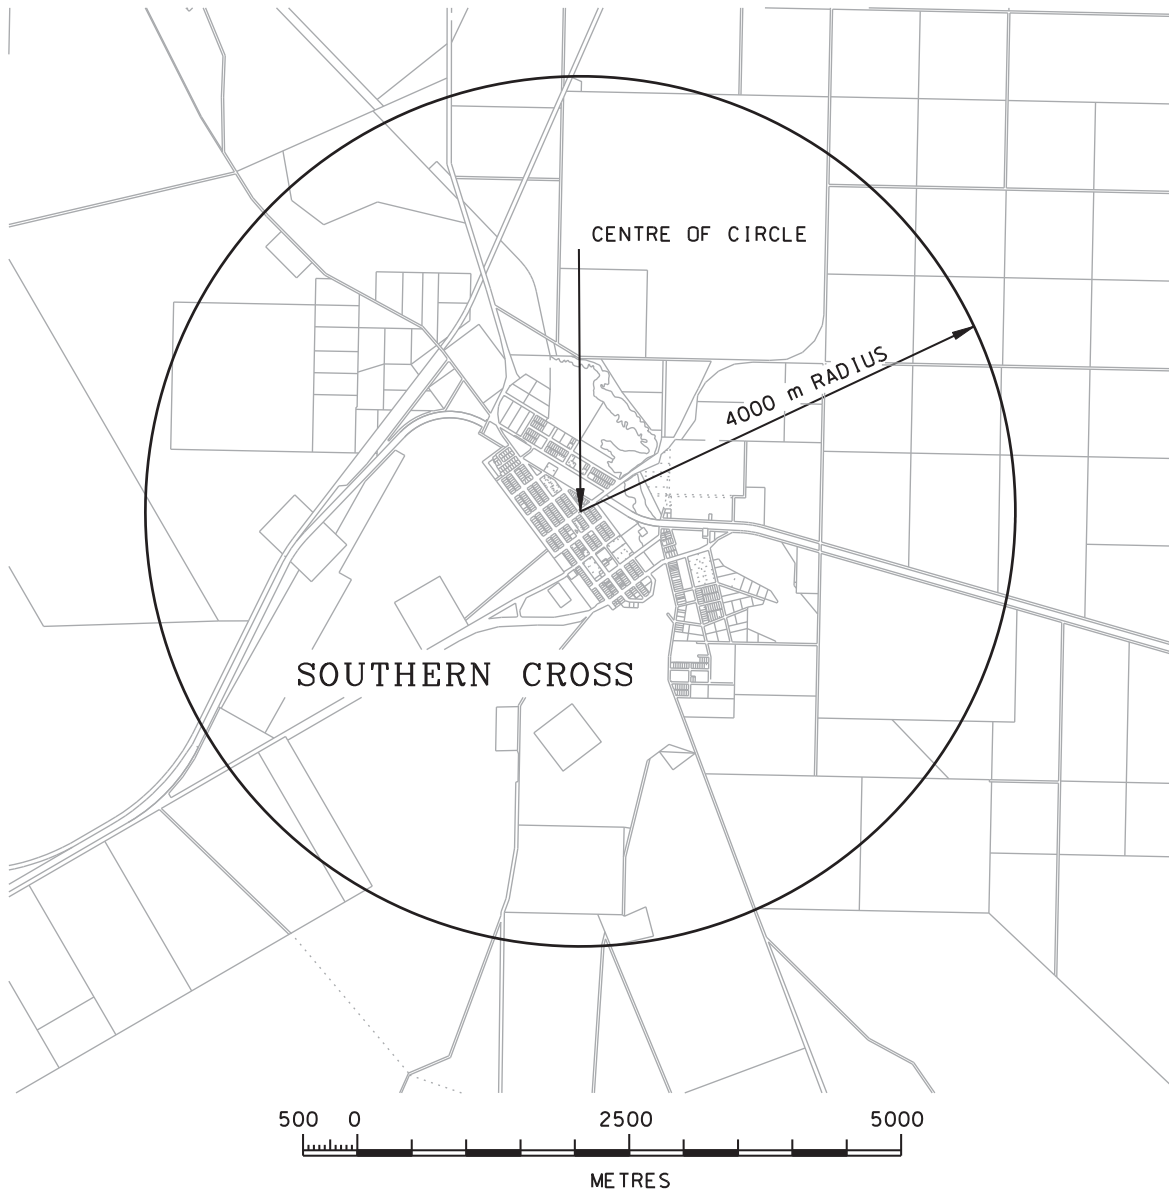 CENTRE OF CIRCLE
4000 m RADIUS
SOUTHERN CROSS
500 0 2500 5000
METRES